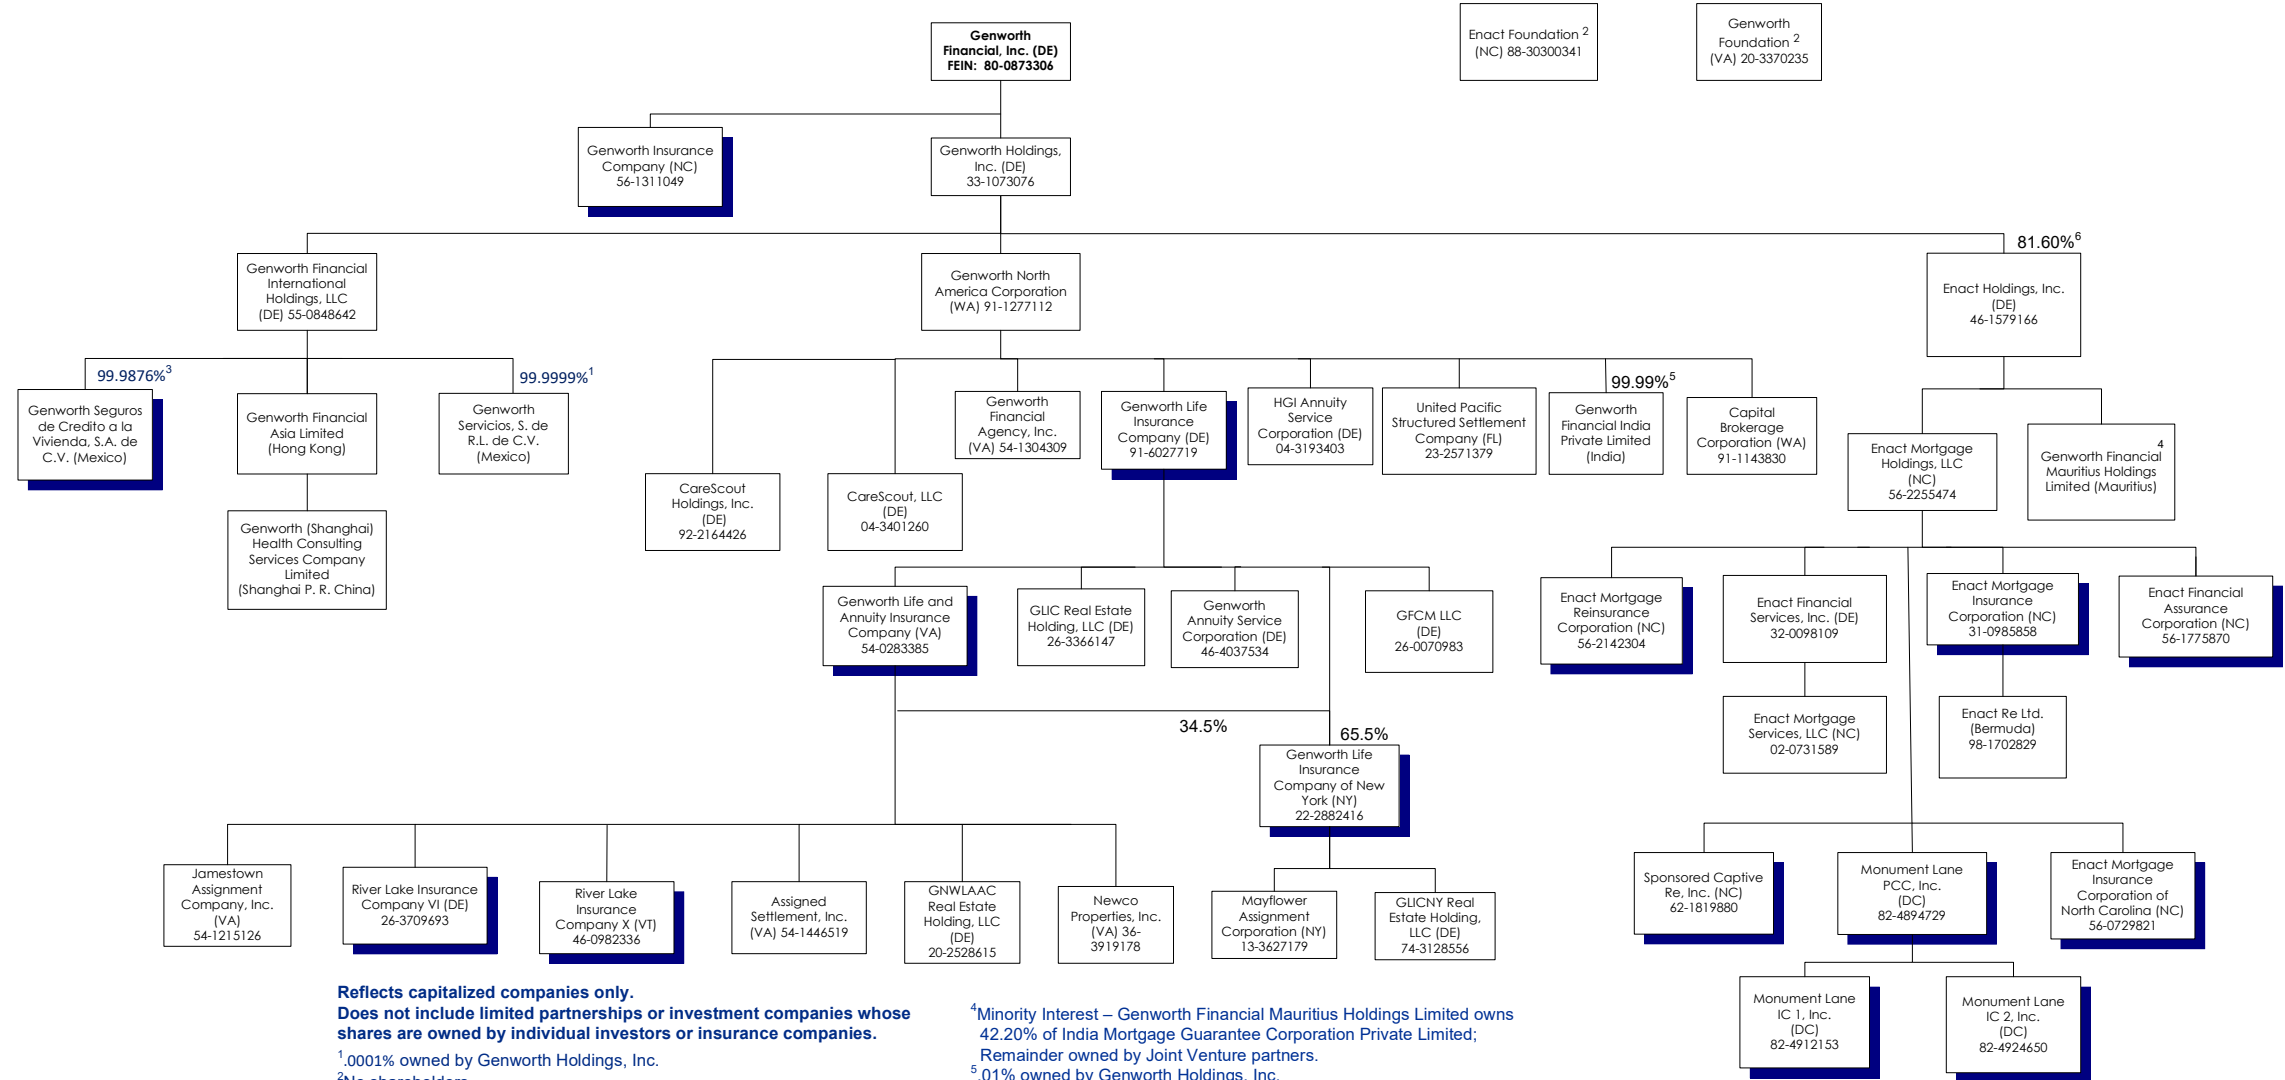 Genworth
Financial, Inc. (DE)
FEIN: 80-0873306
Enact Foundation 2
(NC) 88-30300341
Genworth
Foundation 2
(VA) 20-3370235
Genworth Insurance
Company (NC)
56-1311049
Genworth Holdings,
Inc. (DE)
33-1073076
81.60%6
Genworth Financial
International
Holdings, LLC
(DE) 55-0848642
Genworth North
America Corporation
(WA) 91-1277112
Enact Holdings, Inc.
(DE)
46-1579166
99.9876%3
99.9999%1
99.99%5
Genworth Seguros
de Credito a la
Vivienda, S.A. de
C.V. (Mexico)
Genworth Financial
Asia Limited
(Hong Kong)
Genworth
Servicios, S. de
R.L. de C.V.
(Mexico)
Genworth
Financial
Agency, Inc.
(VA) 54-1304309
Genworth Life
Insurance
Company (DE)
91-6027719
HGI Annuity
Service
Corporation (DE)
04-3193403
United Pacific
Structured Settlement
Company (FL)
23-2571379
Genworth
Financial India
Private Limited
(India)
Capital
Brokerage
Corporation (WA)
91-1143830
Enact Mortgage
Holdings, LLC
(NC)
56-2255474
4
Genworth Financial
Mauritius Holdings
Limited (Mauritius)
CareScout
Holdings, Inc.
(DE)
92-2164426
CareScout, LLC
(DE)
04-3401260
Genworth (Shanghai)
Health Consulting
Services Company
Limited
(Shanghai P. R. China)
Genworth Life and
Annuity Insurance
Company (VA)
54-0283385
GLIC Real Estate
Holding, LLC (DE)
26-3366147
Genworth
Annuity Service
Corporation (DE)
46-4037534
GFCM LLC
(DE)
26-0070983
Enact Mortgage
Reinsurance
Corporation (NC)
56-2142304
Enact Financial
Services, Inc. (DE)
32-0098109
Enact Mortgage
Insurance
Corporation (NC)
31-0985858
Enact Financial
Assurance
Corporation (NC)
56-1775870
34.5%
65.5%
Enact Mortgage
Services, LLC (NC)
02-0731589
Enact Re Ltd.
(Bermuda)
98-1702829
Genworth Life
Insurance
Company of New
York (NY)
22-2882416
Jamestown
Assignment
Company, Inc.
(VA)
54-1215126
River Lake Insurance
Company VI (DE)
26-3709693
River Lake
Insurance
Company X (VT)
46-0982336
Assigned
Settlement, Inc.
(VA) 54-1446519
GNWLAAC
Real Estate
Holding, LLC
(DE)
20-2528615
Newco
Properties, Inc.
(VA) 36-
3919178
Mayflower
Assignment
Corporation (NY)
13-3627179
GLICNY Real
Estate Holding,
LLC (DE)
74-3128556
Sponsored Captive
Re, Inc. (NC)
62-1819880
Monument Lane
PCC, Inc.
(DC)
82-4894729
Enact Mortgage
Insurance
Corporation of
North Carolina (NC)
56-0729821
Monument Lane
IC 1, Inc.
(DC)
82-4912153
Monument Lane
IC 2, Inc.
(DC)
82-4924650
Reflects capitalized companies only.
Does not include limited partnerships or investment companies whose
shares are owned by individual investors or insurance companies.
1.0001% owned by Genworth Holdings, Inc.
2No shareholders
4Minority Interest – Genworth Financial Mauritius Holdings Limited owns
42.20% of India Mortgage Guarantee Corporation Private Limited;
Remainder owned by Joint Venture partners.
5.01% owned by Genworth Holdings, Inc.